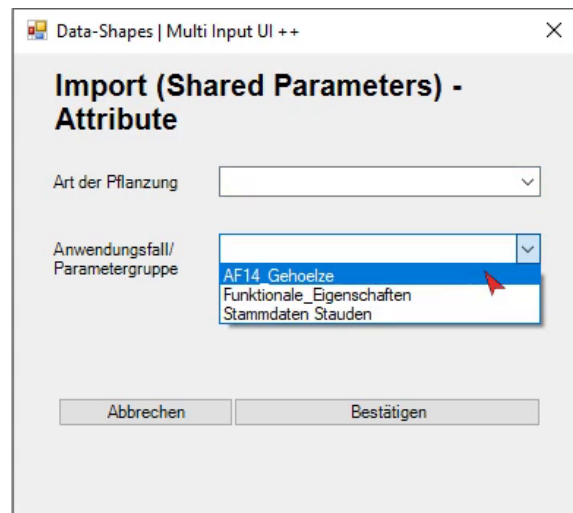 Data-Shapes | Multi Input UI ++
Import (Shared Parameters) -
Attribute
Art der Pflanzung
Anwendungsfall/
Parametergruppe
AF14_Gehoelze
Funktionale_Eigenschaften
Stammdaten Stauden
Abbrechen
Bestätigen